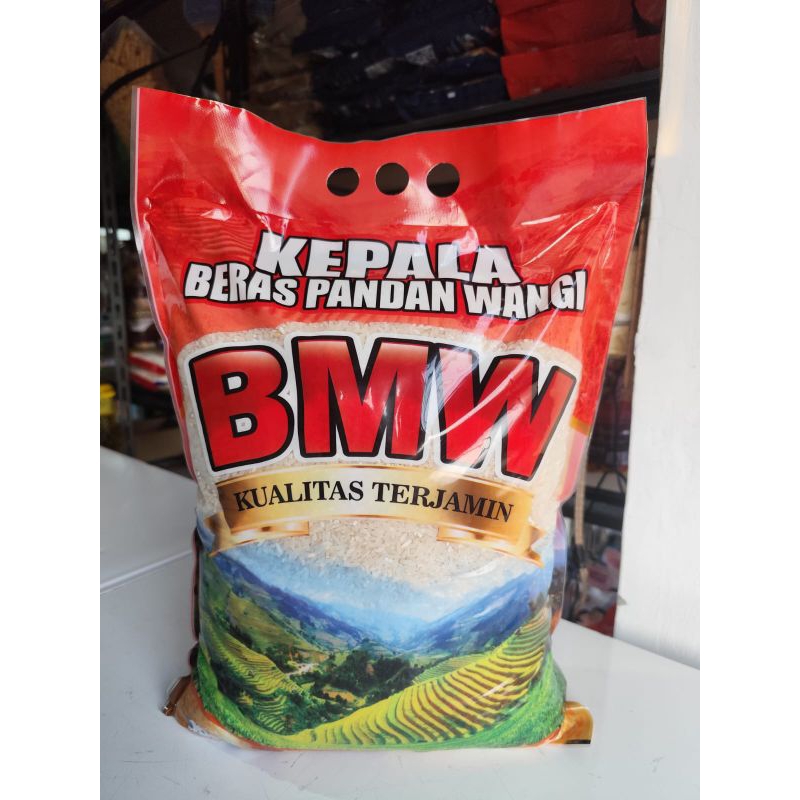 KEPALA
BERAS PANDAN WANGI
BMW
KUALITAS TERJAMIN